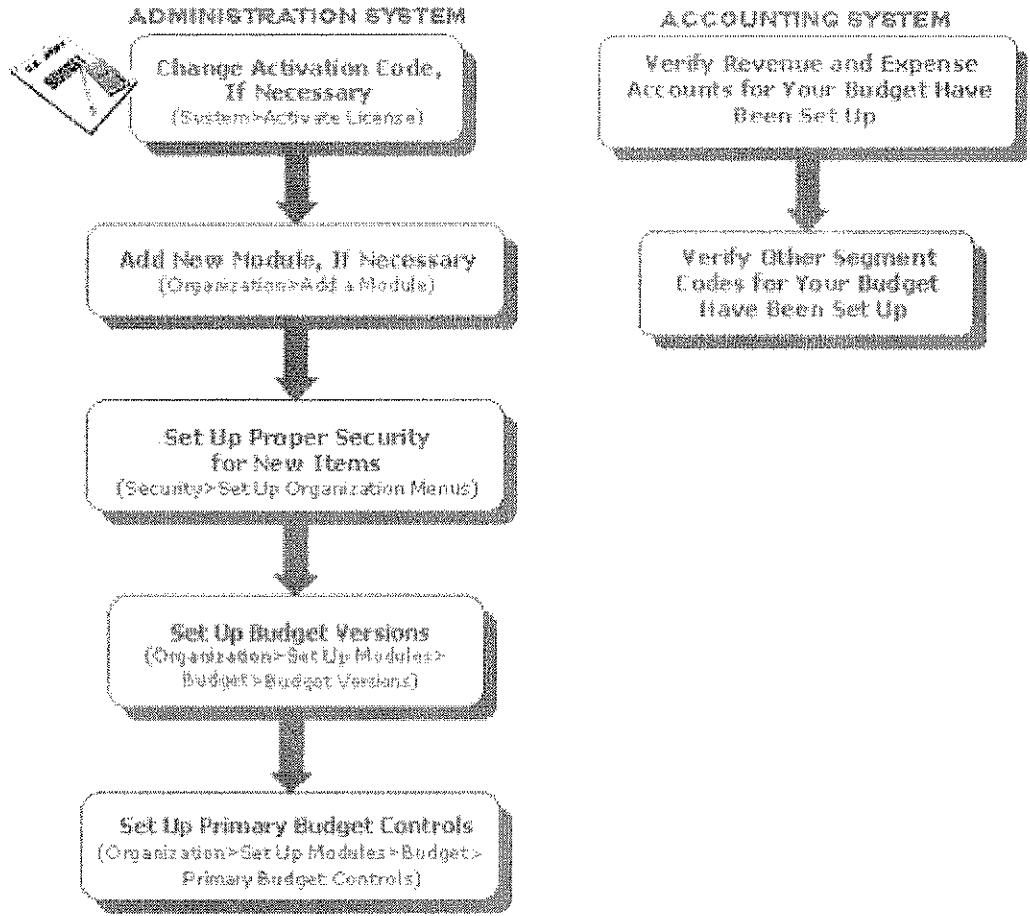 ADMINISTRATION SYSTEM
Change Activation Code,
If Necessary
(System>Activate License)
Add New Module, If Necessary
(Organization>Add a Module)
Set Up Proper Security
for New Items
(Security>Set Up Organization Menus)
Set Up Budget Versions
(Organization>Set Up Modules>
Budget>Budget Versions)
Set Up Primary Budget Controls
(Organization>Set Up Modules>Budget>
Primary Budget Controls)
ACCOUNTING SYSTEM
Verify Revenue and Expense
Accounts for Your Budget Have
Been Set Up
Verify Other Segment
Codes for Your Budget
Have Been Set Up